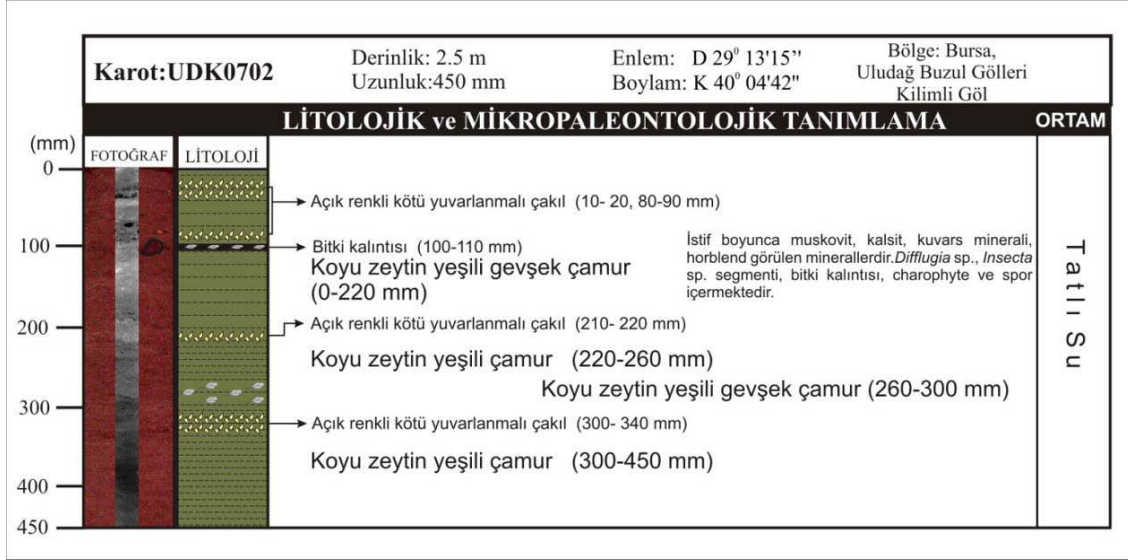 Karot:UDK0702
Derinlik: 2.5 m
Uzunluk:450 mm
Enlem: D 29⁰ 13'15’’
Boylam: K 40⁰ 04'42"
Bölge: Bursa,
Uludağ Buzul Gölleri
Kilimli Göl
LİTOLOJİK ve MİKROPALEONTOLOJİK TANIMLAMA
ORTAM
(mm)
FOTOĞRAF
LİTOLOJİ
0
Açık renkli kötü yuvarlanmalı çakıl (10- 20, 80-90 mm)
100
Bitki kalıntısı (100-110 mm)
Koyu zeytin yeşili gevşek çamur
(0-220 mm)
İstif boyunca muskovit, kalsit, kuvars minerali,
horblend görülen minerallerdir.Difflugia sp., Insecta
sp. segmenti, bitki kalıntısı, charophyte ve spor
içermektedir.
Tatlı Su
200
Açık renkli kötü yuvarlanmalı çakıl (210- 220 mm)
Koyu zeytin yeşili çamur (220-260 mm)
Koyu zeytin yeşili gevşek çamur (260-300 mm)
300
Açık renkli kötü yuvarlanmalı çakıl (300- 340 mm)
Koyu zeytin yeşili çamur (300-450 mm)
400
450